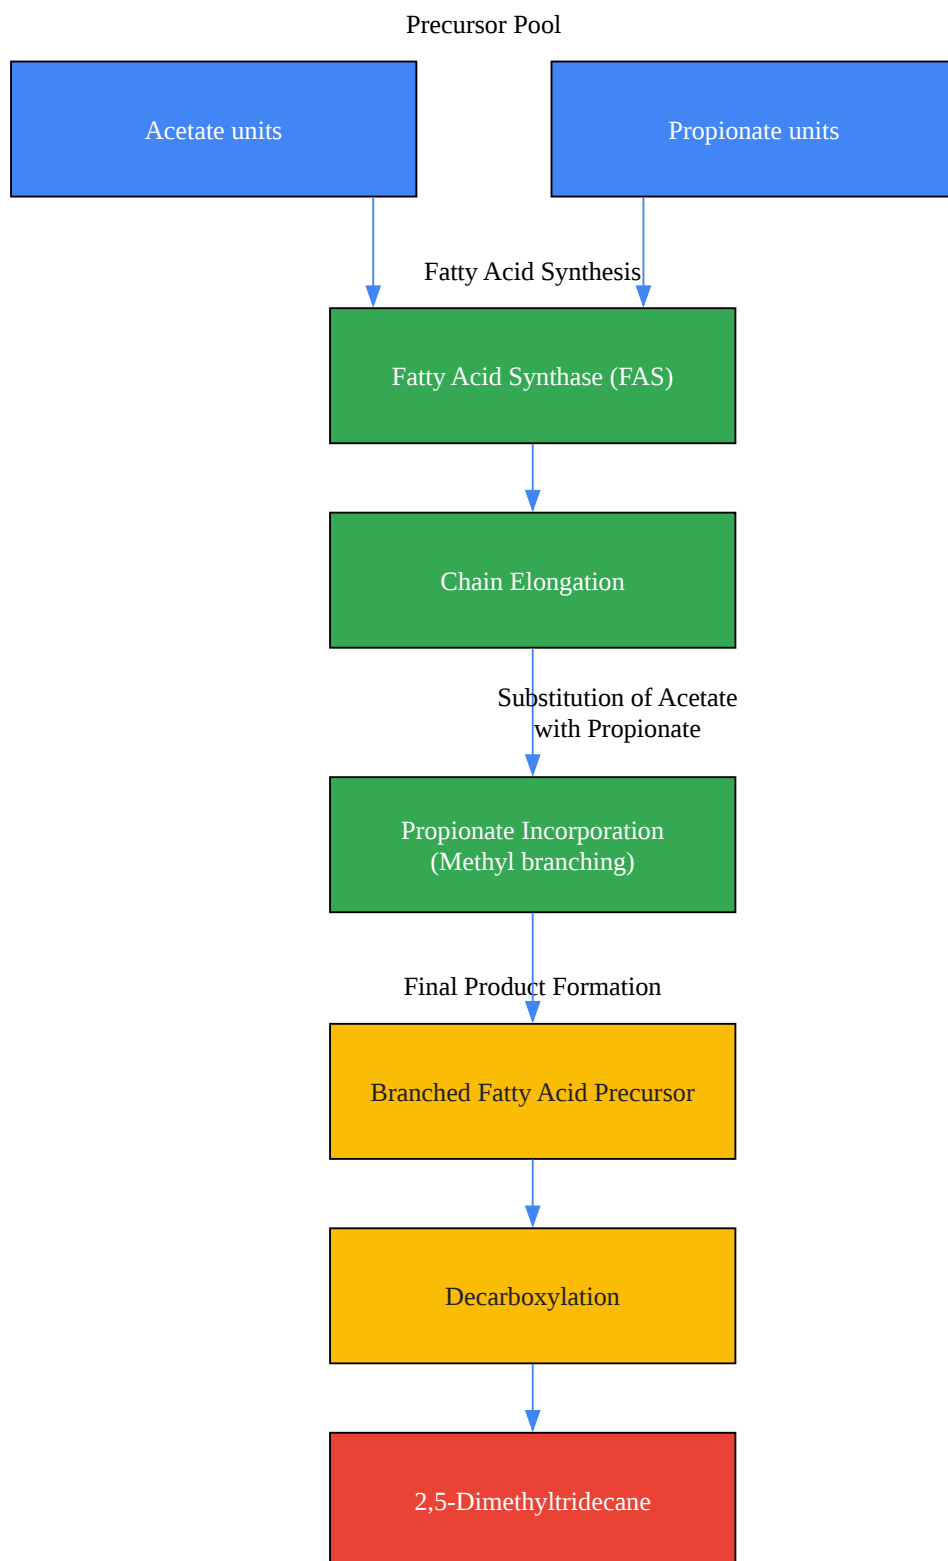 Precursor Pool
Acetate units
Propionate units
Fatty Acid Synthesis
Fatty Acid Synthase (FAS)
Chain Elongation
Substitution of Acetate
with Propionate
Propionate Incorporation
(Methyl branching)
Final Product Formation
Branched Fatty Acid Precursor
Decarboxylation
2,5-Dimethyltridecane